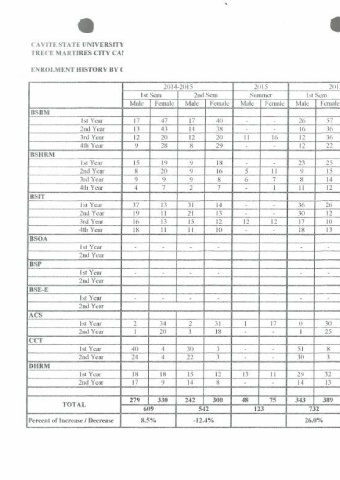 CAVITE STATE UNIVERSITY
TRECE MARTIRES CITY CA
ENROLMENT HISTORY BY C
2014-2015 2015 201
1st Sem 2nd Sem Summer 1st Sem
Male Female Male Female Male Female Male Female
BSBM
1st Year 17 47 17 40 - - 26 57
2nd Year 13 43 14 38 - - 16 36
3rd Year 12 20 12 20 11 16 12 36
4th Year 9 28 8 29 - - 12 22
BSHRM
1st Year 15 19 9 18 - - 23 25
2nd Year 8 20 9 16 5 11 9 15
3rd Year 9 9 9 8 6 7 8 14
4th Year 4 7 2 7 - 1 11 12
BSIT
1st Year 37 13 31 14 - - 36 26
2nd Year 19 11 21 13 - - 30 12
3rd Year 16 13 15 12 12 12 17 10
4th Year 18 11 11 10 - - 18 13
BSOA
1st Year - - - - - -
2nd Year
BSP
1st Year - - - - - -
2nd Year
BSE-E
1st Year - - - - - -
2nd Year
ACS
1st Year 2 34 2 31 1 17 0 30
2nd Year 1 20 1 18 - - 1 25
CCT
1st Year 40 4 30 3 - - 51 8
2nd Year 24 4 22 3 - - 30 3
DHRM
1st Year 18 18 15 12 13 11 29 32
2nd Year 17 9 14 8 - - 14 13
TOTAL 279 330 242 300 48 75 343 389
609 542 123 732
Percent of Increase / Decrease 8.5% -12.4% 26.0%